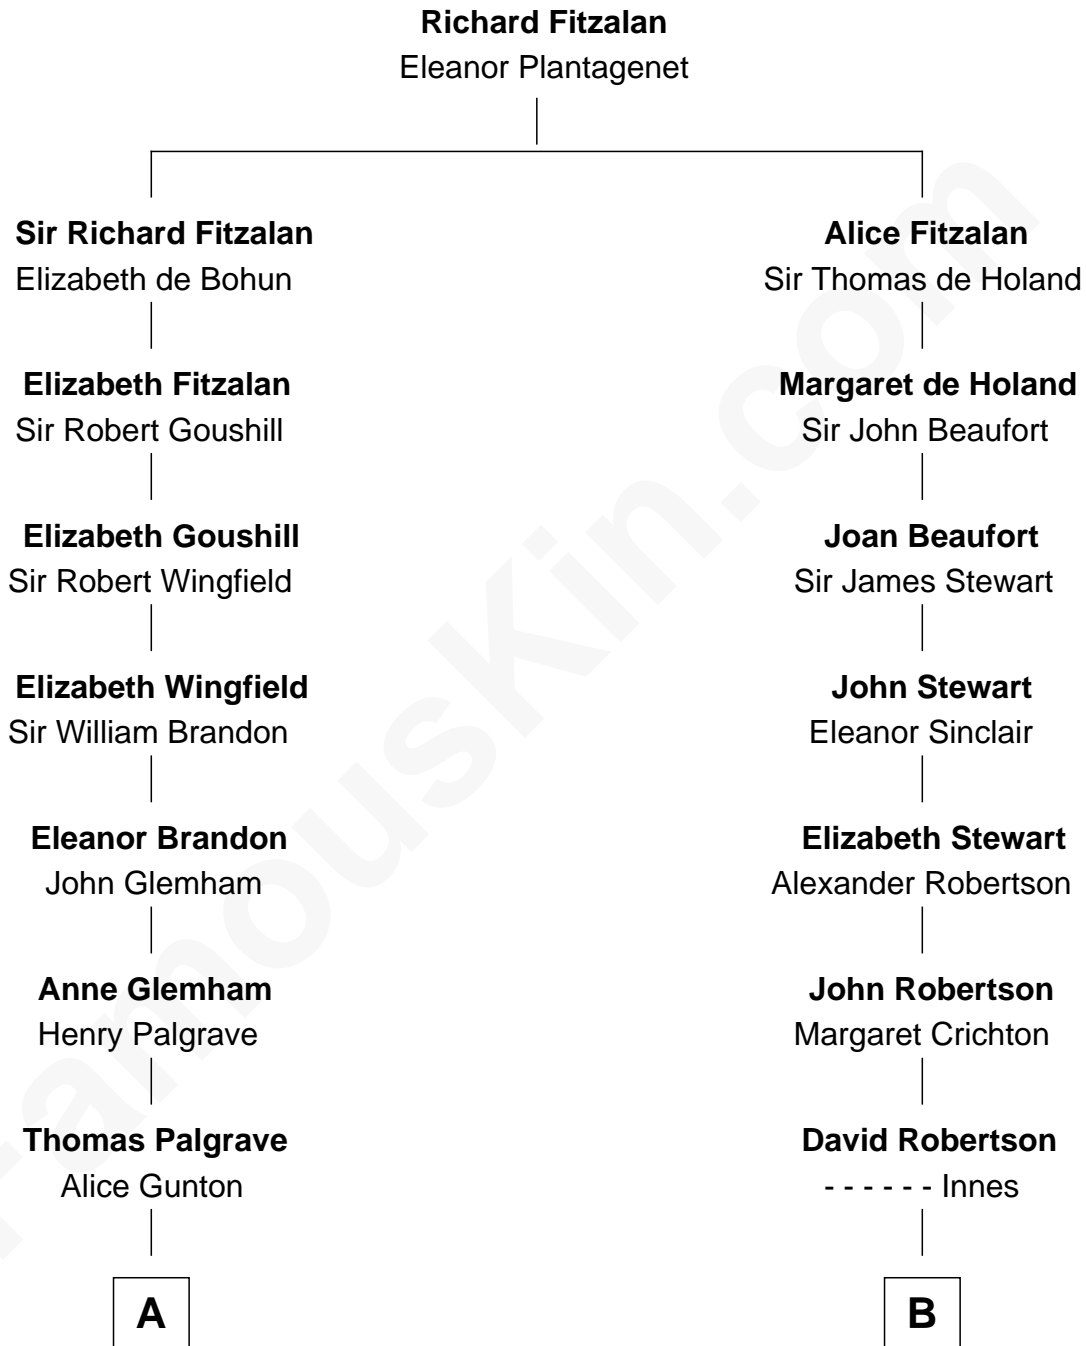 Richard Fitzalan
Eleanor Plantagenet
Sir Richard Fitzalan
Elizabeth de Bohun
Alice Fitzalan
Sir Thomas de Holand
Elizabeth Fitzalan
Sir Robert Goushill
Margaret de Holand
Sir John Beaufort
Elizabeth Goushill
Sir Robert Wingfield
Joan Beaufort
Sir James Stewart
Elizabeth Wingfield
Sir William Brandon
John Stewart
Eleanor Sinclair
Eleanor Brandon
John Glemham
Elizabeth Stewart
Alexander Robertson
Anne Glemham
Henry Palgrave
John Robertson
Margaret Crichton
Thomas Palgrave
Alice Gunton
David Robertson
- - - - - - Innes
A
B
FamousKin.com